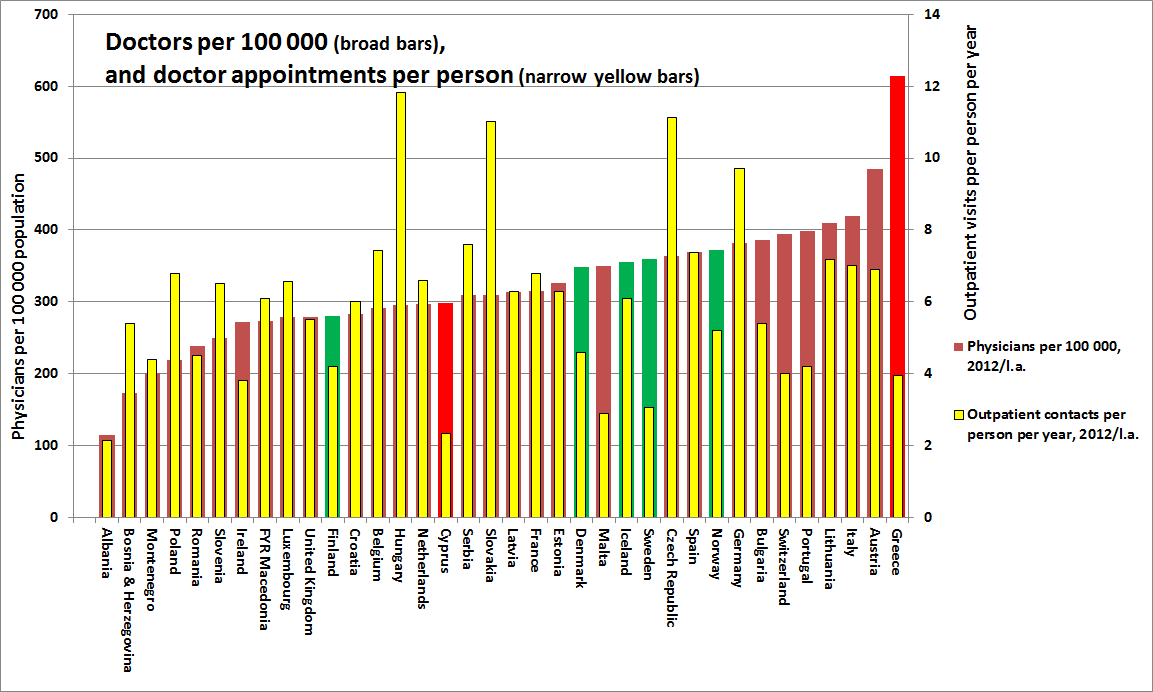 Doctors per 100 000 (broad bars),
and doctor appointments per person (narrow yellow bars)
Physicians per 100 000 population
700
600
500
400
300
200
100
0
14
12
10
8
6
4
2
0
Outpatient visits pper person per year
Physicians per 100 000,
2012/l.a.
Outpatient contacts per
person per year, 2012/l.a.
Albania
Bosnia & Herzegovina
Montenegro
Poland
Romania
Slovenia
Ireland
FYR Macedonia
Luxembourg
United Kingdom
Finland
Croatia
Belgium
Hungary
Netherlands
Cyprus
Serbia
Slovakia
Latvia
France
Estonia
Denmark
Malta
Iceland
Sweden
Czech Republic
Spain
Norway
Germany
Bulgaria
Switzerland
Portugal
Lithuania
Italy
Austria
Greece